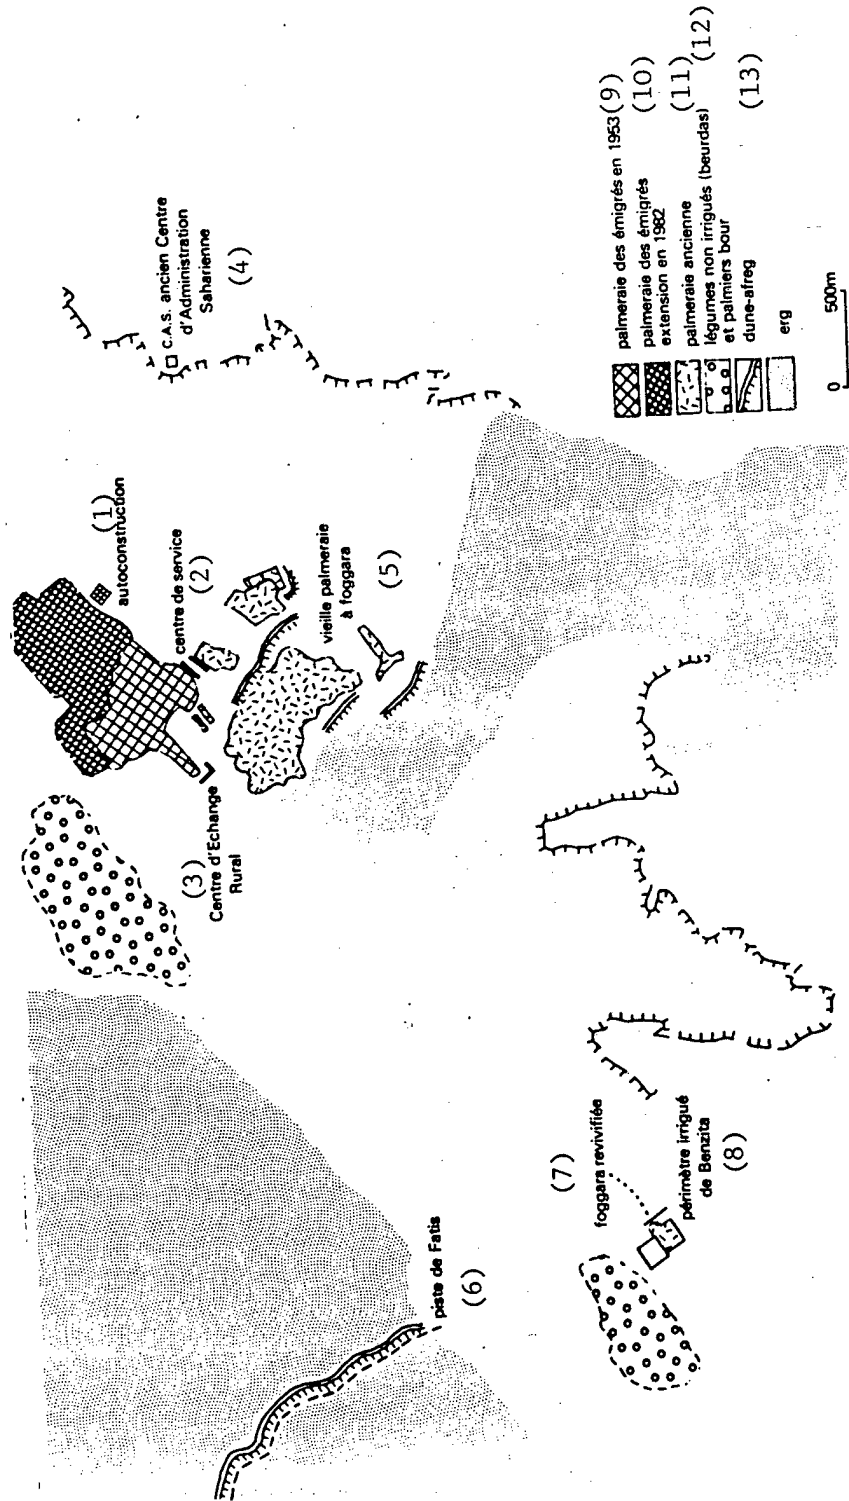 (1)
autoconstruction
centre de service
(2)
(3)
Centre d'Echange
Rural
C.A.S. ancien Centre
d'Administration
Saharienne
(4)
vieille palmeraie
à foggara
(5)
piste de Fatis
(6)
(7)
foggara revivifiée
périmètre irrigué
de Benzita
(8)
palmeraie des émigrés en 1953 (9)
palmeraie des émigrés
extension en 1982
(10)
palmeraie ancienne (11)
légumes non irrigués (beurdas) (12)
et palmiers bour
dune-afreg (13)
erg
0 500m